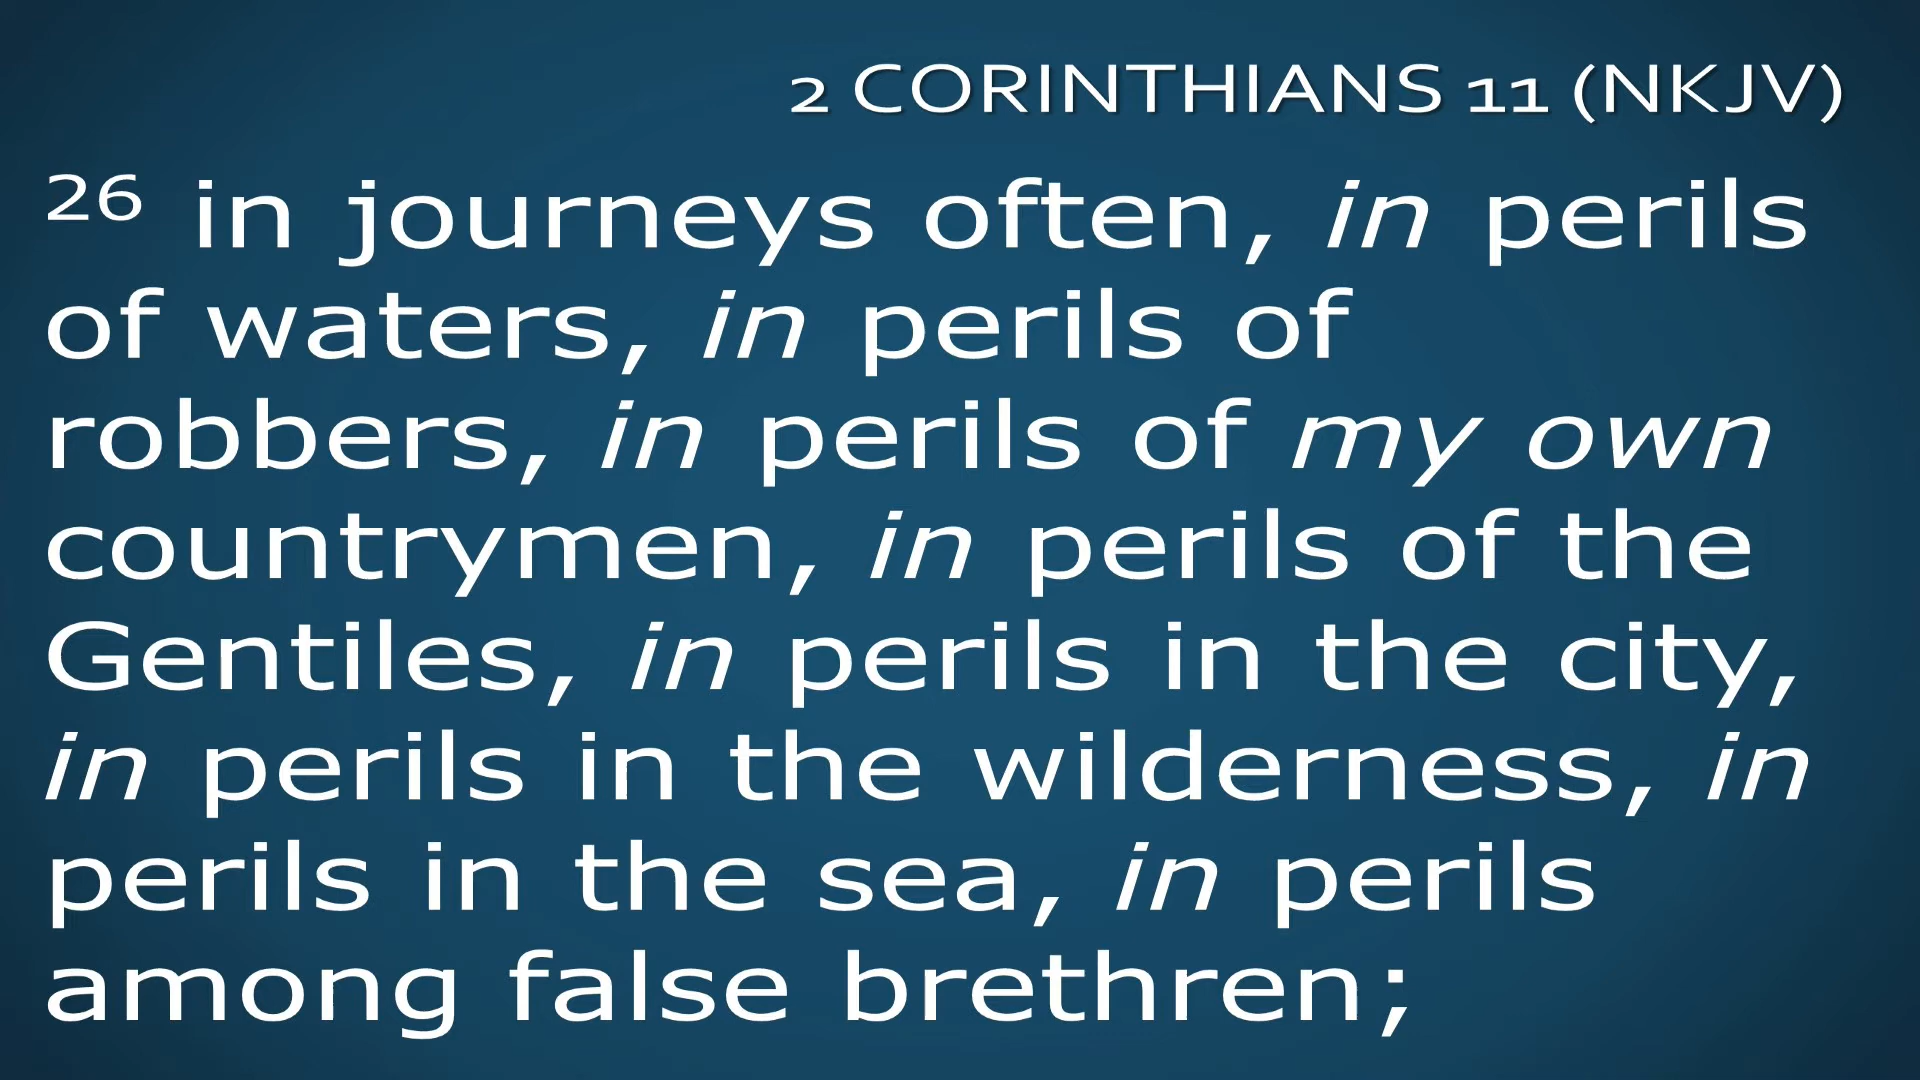 2 CORINTHIANS 11 (NKJV)
26 in journeys often, in perils
of waters, in perils of
robbers, in perils of my own
countrymen, in perils of the
Gentiles, in perils in the city,
in perils in the wilderness, in
perils in the sea, in perils
among false brethren;